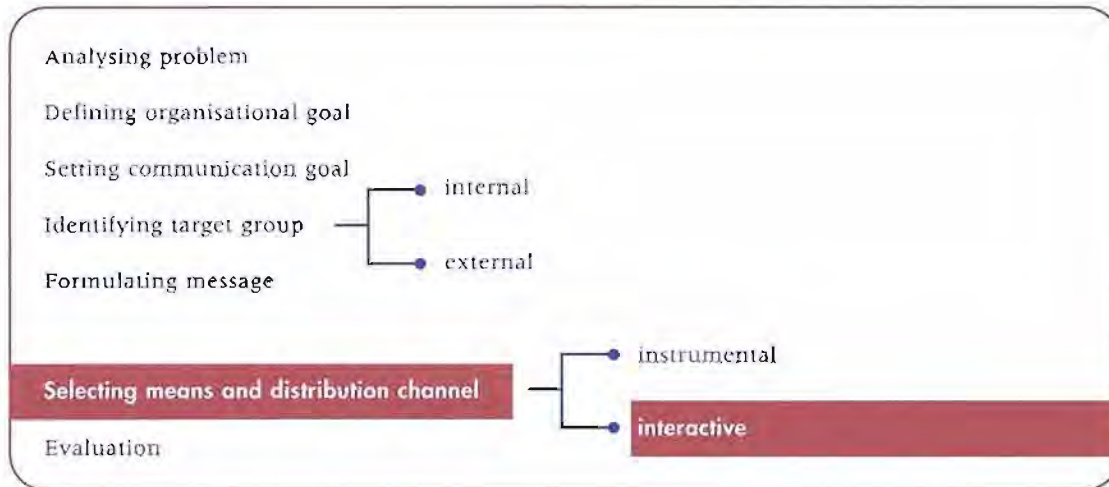 Analysing problem
Defining organisational goal
Setting communication goal
internal
Identifying target group
external
Formulating message
instrumental
Selecting means and distribution channel
interactive
Evaluation